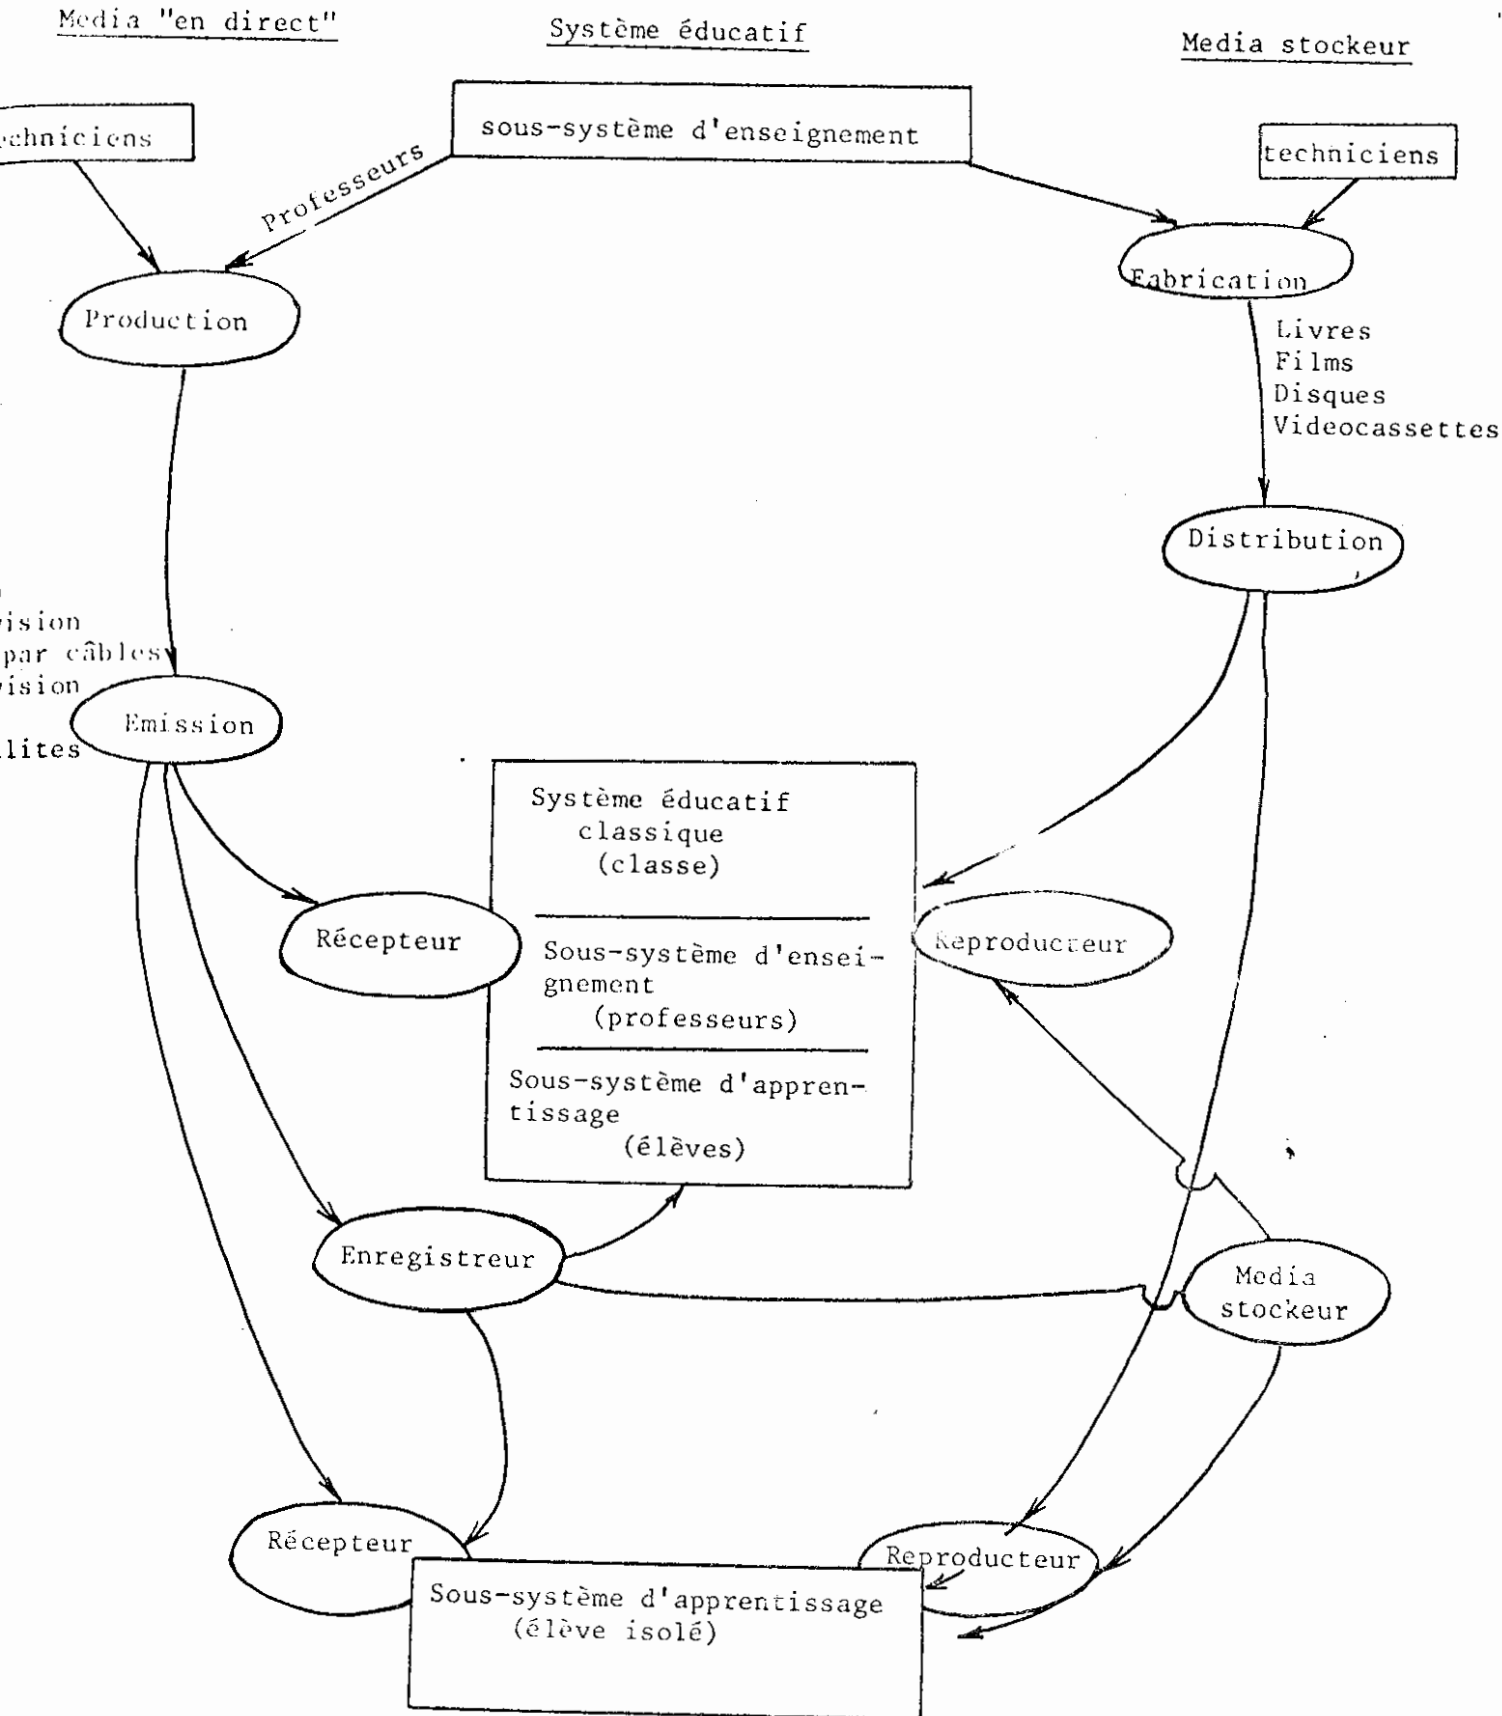 Media "en direct"
Système éducatif
Media stockeur
sous-système d'enseignement
techniciens
Professeurs
Fabrication
Production
Livres
Films
Disques
Videocassettes
Distribution
par câbles
Emission
Système éducatif
classique
(classe)
Récepteur
Sous-système d'ensei-
gnement
(professeurs)
Reproducteur
Sous-système d'appren-
tissage
(élèves)
Enregistreur
Media
stockeur
Récepteur
Reproducteur
Sous-système d'apprentissage
(élève isolé)